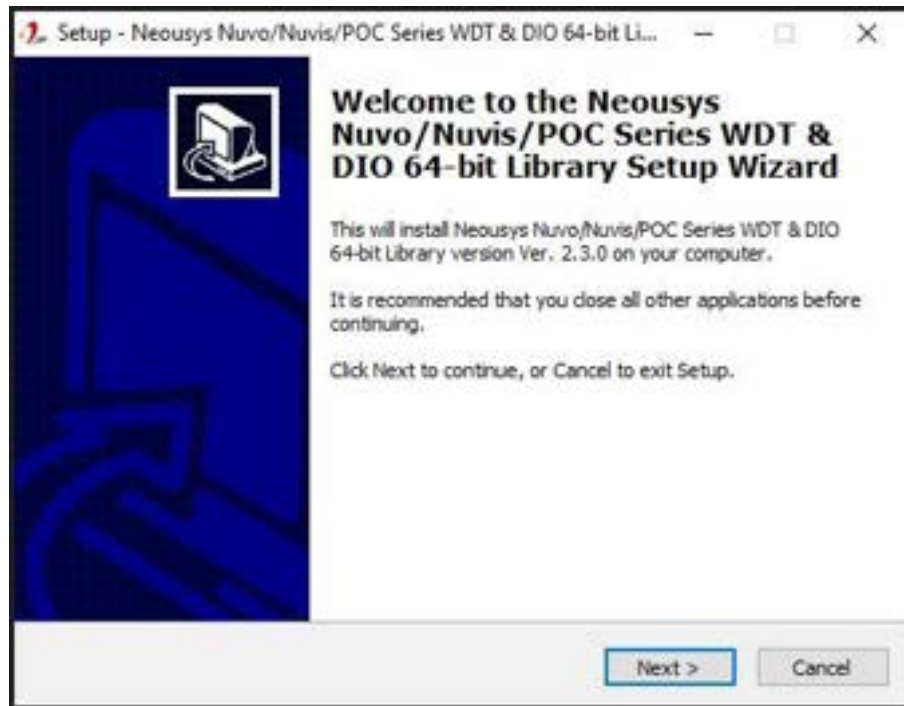 Setup - Neousys Nuvo/Nuvis/POC Series WDT & DIO 64-bit Li...
Welcome to the Neousys
Nuvo/Nuvis/POC Series WDT &
DIO 64-bit Library Setup Wizard
This will install Neousys Nuvo/Nuvis/POC Series WDT & DIO
64-bit Library version Ver. 2.3.0 on your computer.
It is recommended that you close all other applications before
continuing.
Click Next to continue, or Cancel to exit Setup.
Next >
Cancel